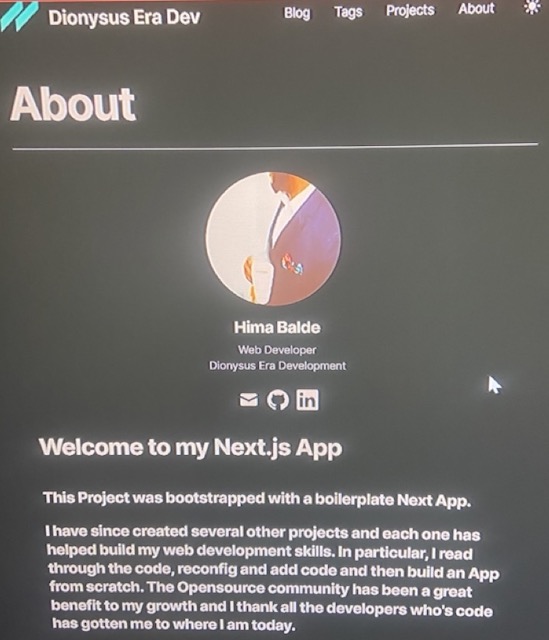 Dionysus Era Dev
Blog Tags Projects About
About
Hima Balde
Web Developer
Dionysus Era Development
in
Welcome to my Next.js App
This Project was bootstrapped with a boilerplate Next App.
I have since created several other projects and each one has
helped build my web development skills. In particular, I read
through the code, reconfig and add code and then build an App
from scratch. The Opensource community has been a great
benefit to my growth and I thank all the developers who's code
has gotten me to where I am today.